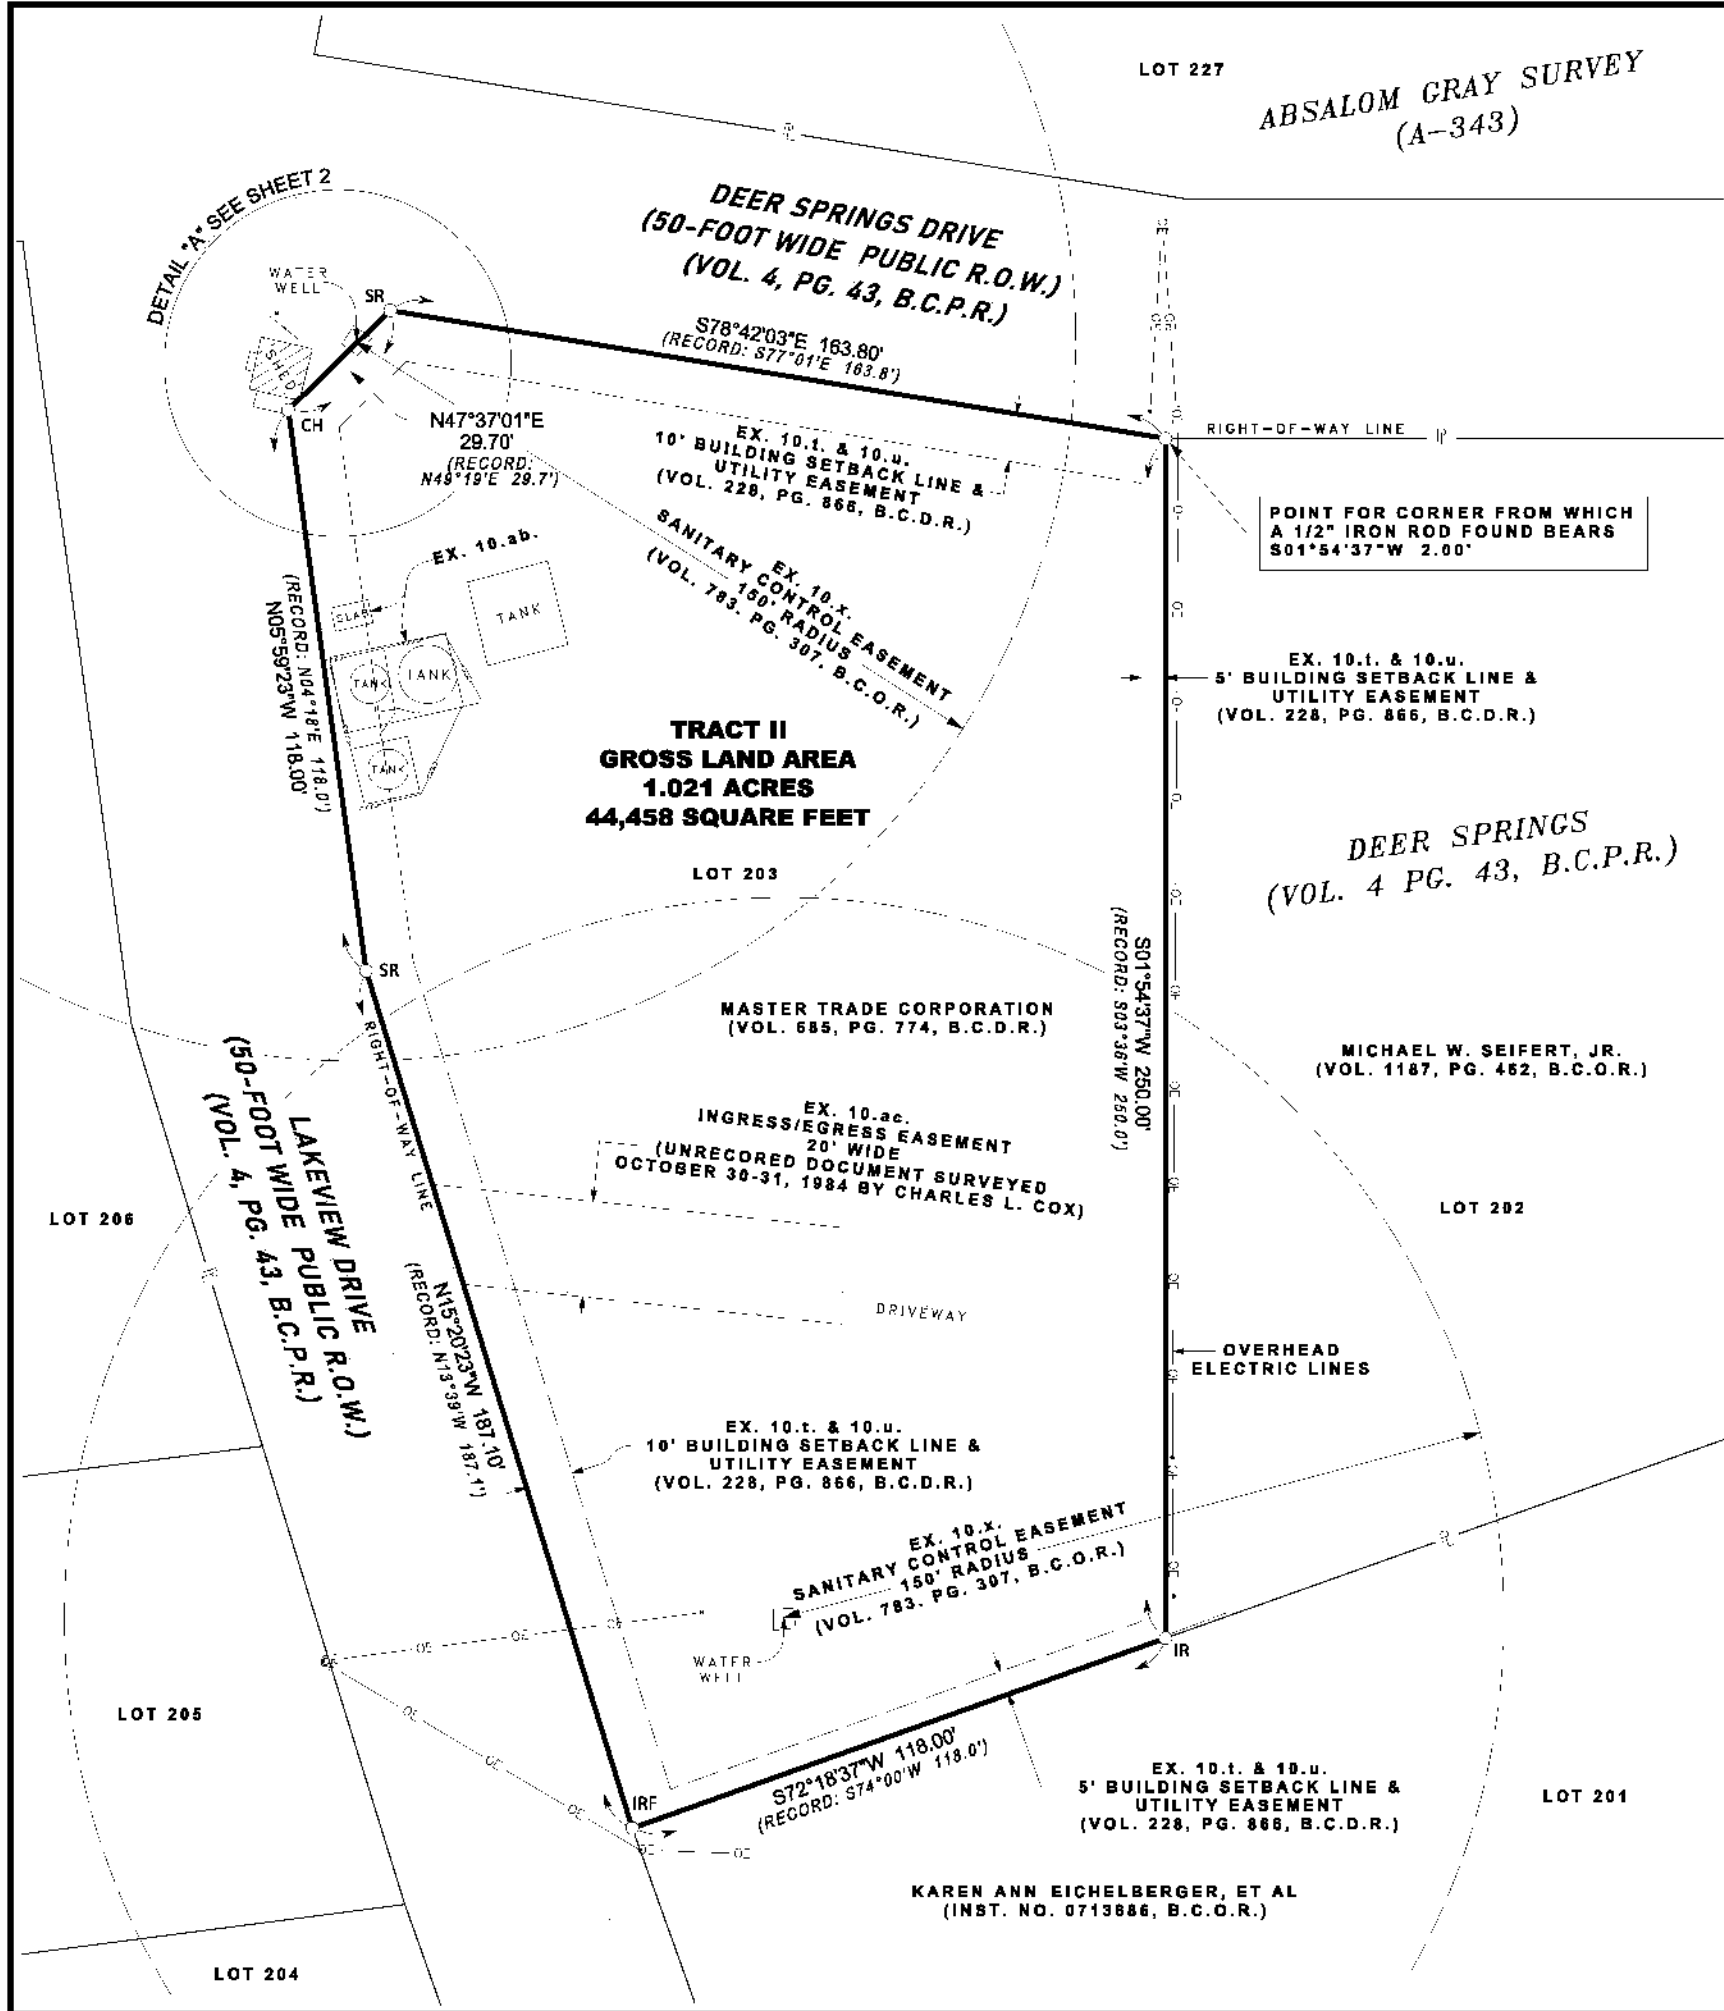 LOT 227
ABSALOM GRAY SURVEY
(A-343)
DETAIL "A" SEE SHEET 2
WATER
WELL
SR
SHED
CH
DEER SPRINGS DRIVE
(50-FOOT WIDE PUBLIC R.O.W.)
(VOL. 4, PG. 43, B.C.P.R.)
S78°42'03"E 163.80'
(RECORD: S77°01'E 163.8')
N47°37'01"E
29.70'
(RECORD:
N49°19'E 29.7')
EX. 10.t. & 10.u.
10' BUILDING SETBACK LINE &
UTILITY EASEMENT
(VOL. 228, PG. 866, B.C.D.R.)
RIGHT-OF-WAY LINE
POINT FOR CORNER FROM WHICH
A 1/2" IRON ROD FOUND BEARS
S01°54'37"W 2.00'
EX. 10.x.
SANITARY CONTROL EASEMENT
150' RADIUS
(VOL. 783. PG. 307. B.C.O.R.)
EX. 10.ab.
SLAB
TANK
TANK
TANK
TANK
N05°59'23"W 118.00'
(RECORD: N04°18'E 118.0')
EX. 10.t. & 10.u.
5' BUILDING SETBACK LINE &
UTILITY EASEMENT
(VOL. 228, PG. 866, B.C.D.R.)
TRACT II
GROSS LAND AREA
1.021 ACRES
44,458 SQUARE FEET
LOT 203
DEER SPRINGS
(VOL. 4 PG. 43, B.C.P.R.)
SR
RIGHT-OF-WAY LINE
MASTER TRADE CORPORATION
(VOL. 685, PG. 774, B.C.D.R.)
S01°54'37"W 250.00'
(RECORD: S03°36'W 250.0')
MICHAEL W. SEIFERT, JR.
(VOL. 1187, PG. 462, B.C.O.R.)
EX. 10.ac.
INGRESS/EGRESS EASEMENT
20' WIDE
(UNRECORED DOCUMENT SURVEYED
OCTOBER 30-31, 1984 BY CHARLES L. COX)
LOT 206
LAKEVIEW DRIVE
(50-FOOT WIDE PUBLIC R.O.W.)
(VOL. 4, PG. 43, B.C.P.R.)
LOT 202
DRIVEWAY
N15°20'23"W 187.10'
(RECORD: N13°39'W 187.1')
OVERHEAD
ELECTRIC LINES
EX. 10.t. & 10.u.
10' BUILDING SETBACK LINE &
UTILITY EASEMENT
(VOL. 228, PG. 866, B.C.D.R.)
EX. 10.x.
SANITARY CONTROL EASEMENT
150' RADIUS
(VOL. 783. PG. 307, B.C.O.R.)
WATER
WELL
IR
LOT 205
IRF
S72°18'37"W 118.00'
(RECORD: S74°00'W 118.0')
EX. 10.t. & 10.u.
5' BUILDING SETBACK LINE &
UTILITY EASEMENT
(VOL. 228, PG. 866, B.C.D.R.)
LOT 201
KAREN ANN EICHELBERGER, ET AL
(INST. NO. 0713686, B.C.O.R.)
LOT 204